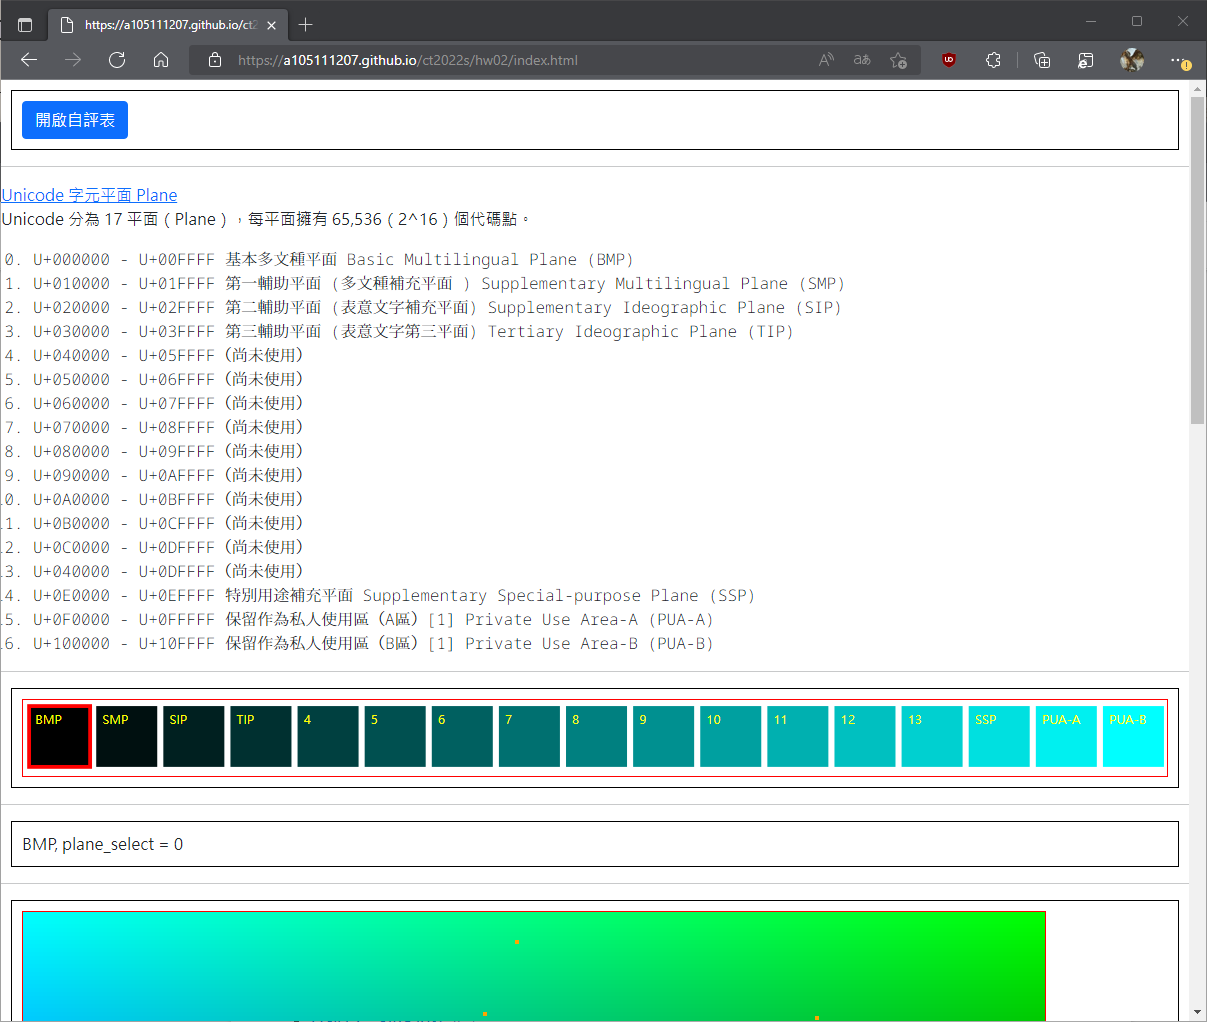 https://a105111207.github.io/ct2
https://a105111207.github.io/ct2022s/hw02/index.html
開啟自評表
Unicode 字元平面 Plane
Unicode 分為 17 平面（Plane），每平面擁有 65,536（2^16）個代碼點。
0. U+000000 - U+00FFFF 基本多文種平面 Basic Multilingual Plane (BMP)
1. U+010000 - U+01FFFF 第一輔助平面 (多文種補充平面 ) Supplementary Multilingual Plane (SMP)
2. U+020000 - U+02FFFF 第二輔助平面 (表意文字補充平面) Supplementary Ideographic Plane (SIP)
3. U+030000 - U+03FFFF 第三輔助平面 (表意文字第三平面) Tertiary Ideographic Plane (TIP)
4. U+040000 - U+05FFFF (尚未使用)
5. U+050000 - U+06FFFF (尚未使用)
6. U+060000 - U+07FFFF (尚未使用)
7. U+070000 - U+08FFFF (尚未使用)
8. U+080000 - U+09FFFF (尚未使用)
9. U+090000 - U+0AFFFF (尚未使用)
0. U+0A0000 - U+0BFFFF (尚未使用)
1. U+0B0000 - U+0CFFFF (尚未使用)
2. U+0C0000 - U+0DFFFF (尚未使用)
3. U+040000 - U+0DFFFF (尚未使用)
4. U+0E0000 - U+0EFFFF 特別用途補充平面 Supplementary Special-purpose Plane (SSP)
5. U+0F0000 - U+0FFFFF 保留作為私人使用區（A區）[1] Private Use Area-A (PUA-A)
6. U+100000 - U+10FFFF 保留作為私人使用區（B區）[1] Private Use Area-B (PUA-B)
BMP SMP SIP TIP 4 5 6 7 8 9 10 11 12 13 SSP PUA-A PUA-B
BMP, plane_select = 0